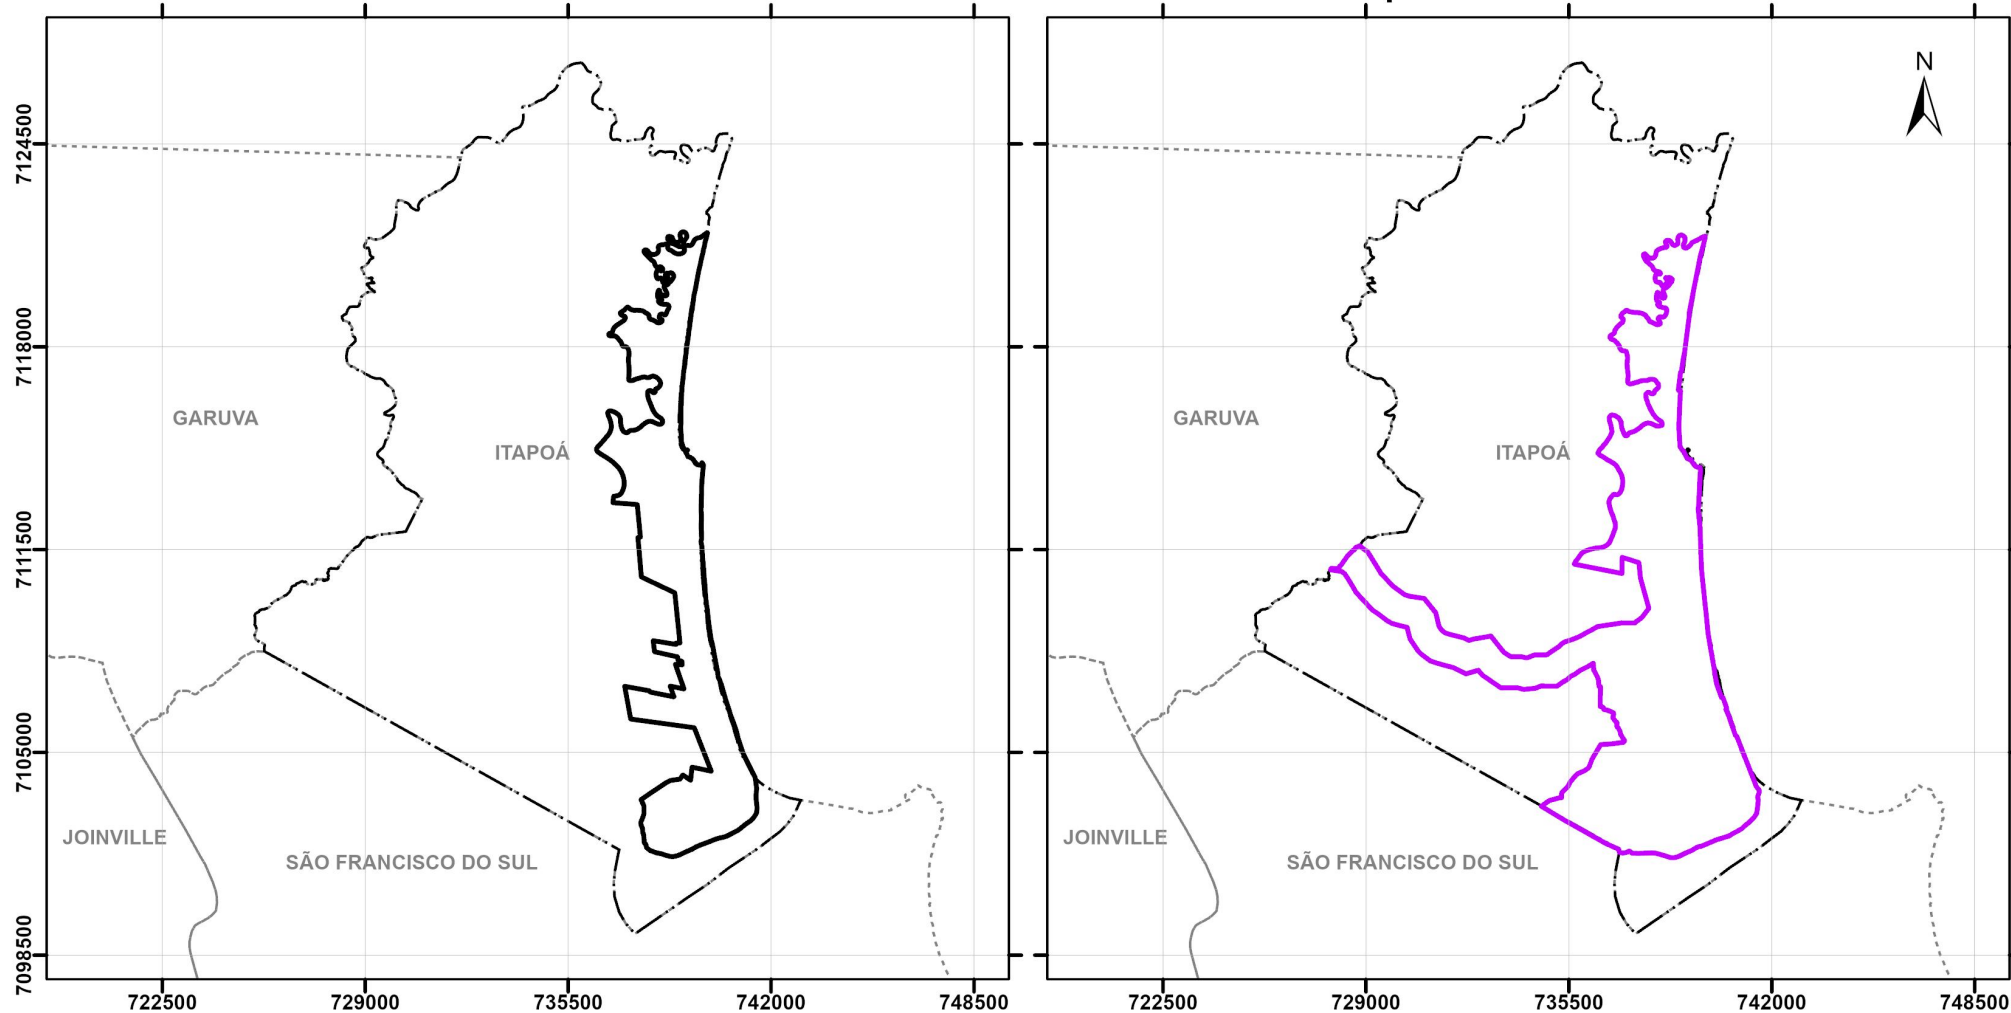 N
7124500
7118000
7111500
7105000
7098500
GARUVA
ITAPOÁ
JOINVILLE
SÃO FRANCISCO DO SUL
GARUVA
ITAPOÁ
JOINVILLE
SÃO FRANCISCO DO SUL
722500 729000 735500 742000 748500
722500 729000 735500 742000 748500